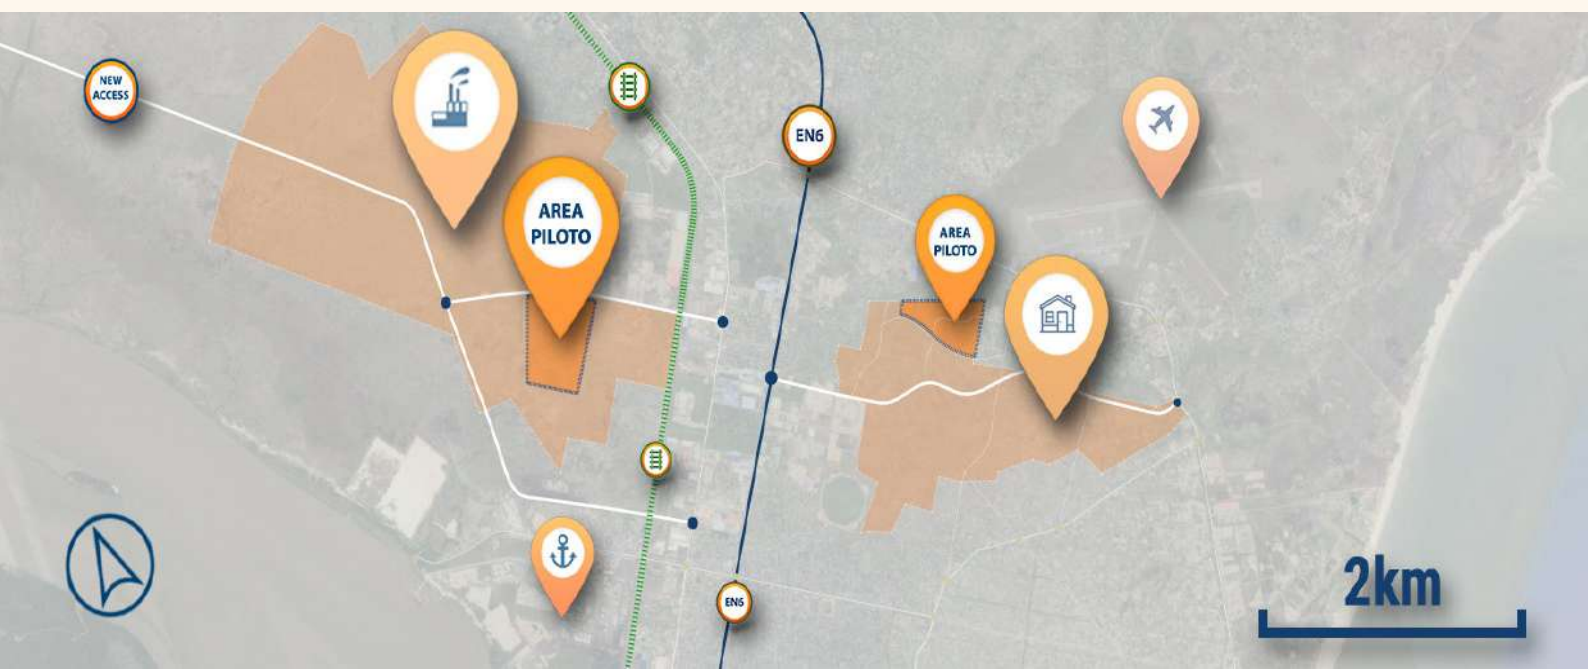 NEW
ACCESS
EN6
AREA
PILOTO
AREA
PILOTO
EN6
2km